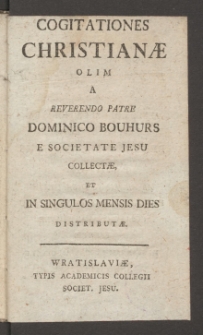 COGITATIONES
CHRISTIANÆ
OLIM
A
REVERENDO PATRE
DOMINICO BOUHURS
E SOCIETATE JESU
COLLECTÆ,
ET
IN SINGULOS MENSIS DIES
DISTRIBUTÆ.
WRATISLAVIÆ,
TYPIS ACADEMICIS COLLEGII
SOCIET. JESU.